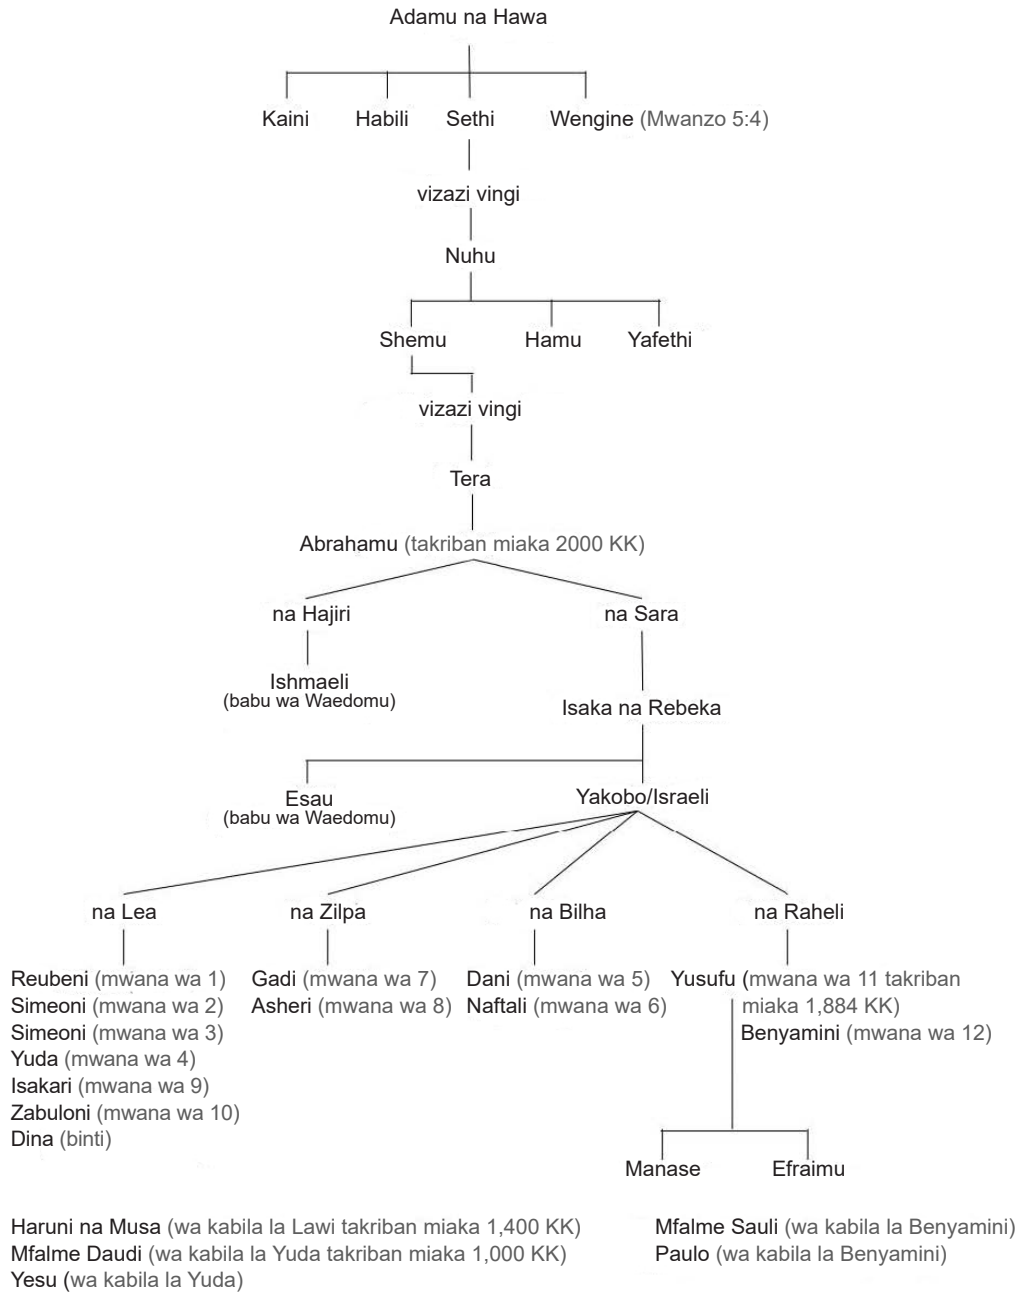 Adamu na Hawa
Kaini Habili Sethi Wengine (Mwanzo 5:4)
vizazi vingi
Nuhu
Shemu Hamu Yafethi
vizazi vingi
Tera
Abrahamu (takriban miaka 2000 KK)
na Hajiri na Sara
Ishmaeli
(babu wa Waedomu)
Isaka na Rebeka
Esau
(babu wa Waedomu)
Yakobo/Israeli
na Lea na Zilpa na Bilha na Raheli
Reubeni (mwana wa 1)
Simeoni (mwana wa 2)
Simeoni (mwana wa 3)
Yuda (mwana wa 4)
Isakari (mwana wa 9)
Zabuloni (mwana wa 10)
Dina (binti)
Gadi (mwana wa 7)
Asheri (mwana wa 8)
Dani (mwana wa 5)
Naftali (mwana wa 6)
Yusufu (mwana wa 11 takriban
miaka 1,884 KK)
Benyamini (mwana wa 12)
Manase Efraimu
Haruni na Musa (wa kabila la Lawi takriban miaka 1,400 KK)
Mfalme Daudi (wa kabila la Yuda takriban miaka 1,000 KK)
Yesu (wa kabila la Yuda)
Mfalme Sauli (wa kabila la Benyamini)
Paulo (wa kabila la Benyamini)